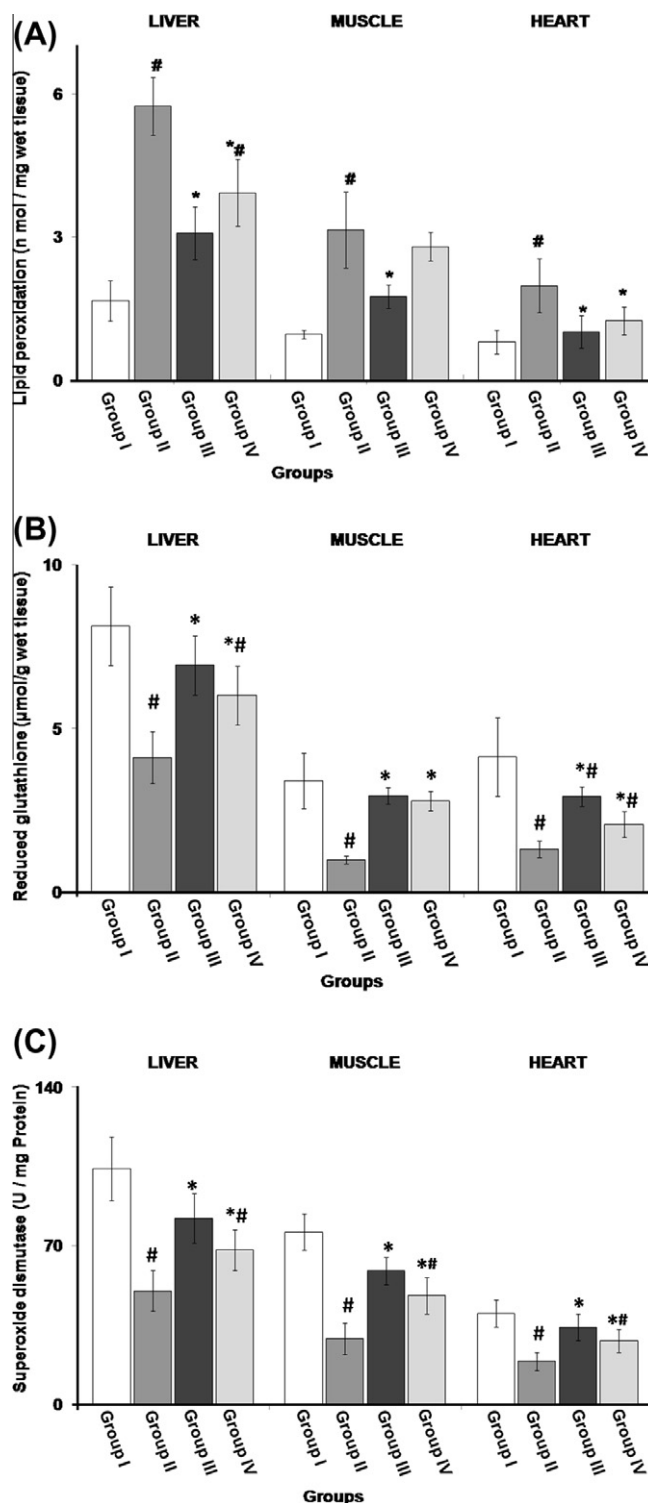 (A)
LIVER MUSCLE HEART
Lipid peroxidation (n mol / mg wet tissue)
6
3
0
# * *# # * # * *
Group I Group II Group III Group IV Group I Group II Group III Group IV Group I Group II Group III Group IV
Groups
(B)
LIVER MUSCLE HEART
Reduced glutathione (µmol/g wet tissue)
10
5
0
# * *# # * * # *# *#
Group I Group II Group III Group IV Group I Group II Group III Group IV Group I Group II Group III Group IV
Groups
(C)
LIVER MUSCLE HEART
Superoxide dismutase (U / mg Protein)
140
70
0
# * *# # * *# # * *#
Group I Group II Group III Group IV Group I Group II Group III Group IV Group I Group II Group III Group IV
Groups